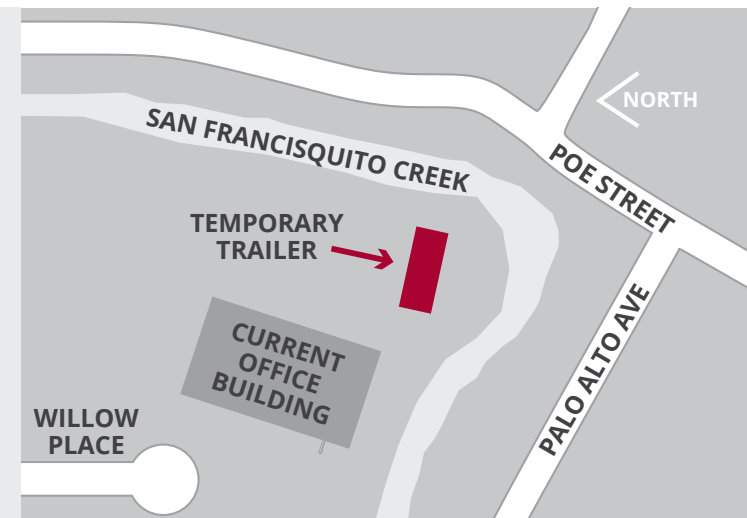 NORTH
SAN FRANCISQUITO CREEK
POE STREET
TEMPORARY
TRAILER
PALO ALTO AVE
CURRENT
OFFICE
BUILDING
WILLOW
PLACE